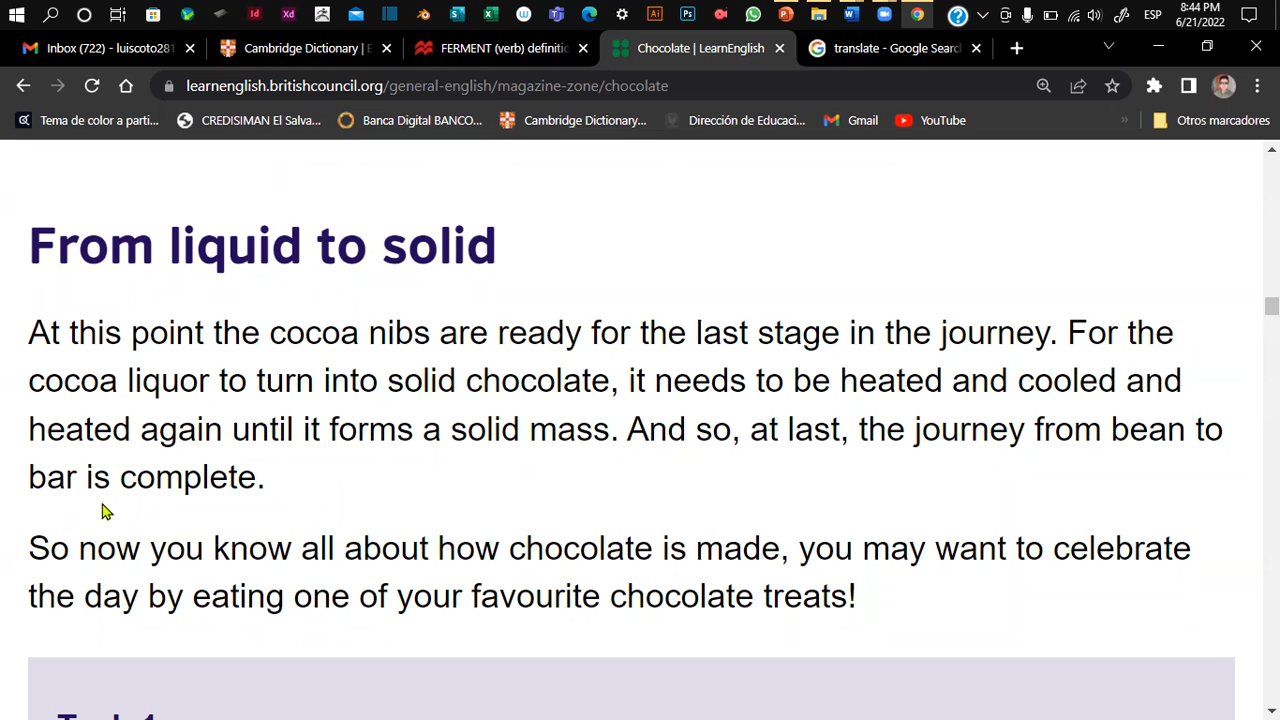 8:44 PM
ESP
6/21/2022
Inbox (722) - luiscoto281
Cambridge Dictionary | E
FERMENT (verb) definiti
Chocolate | LearnEnglish
translate - Google Search
learnenglish.britishcouncil.org/general-english/magazine-zone/chocolate
Tema de color a parti...
CREDISIMAN El Salva...
Banca Digital BANCO...
Cambridge Dictionary...
Dirección de Educaci...
Gmail
YouTube
»
Otros marcadores
From liquid to solid
At this point the cocoa nibs are ready for the last stage in the journey. For the
cocoa liquor to turn into solid chocolate, it needs to be heated and cooled and
heated again until it forms a solid mass. And so, at last, the journey from bean to
bar is complete.
So now you know all about how chocolate is made, you may want to celebrate
the day by eating one of your favourite chocolate treats!
Task 1